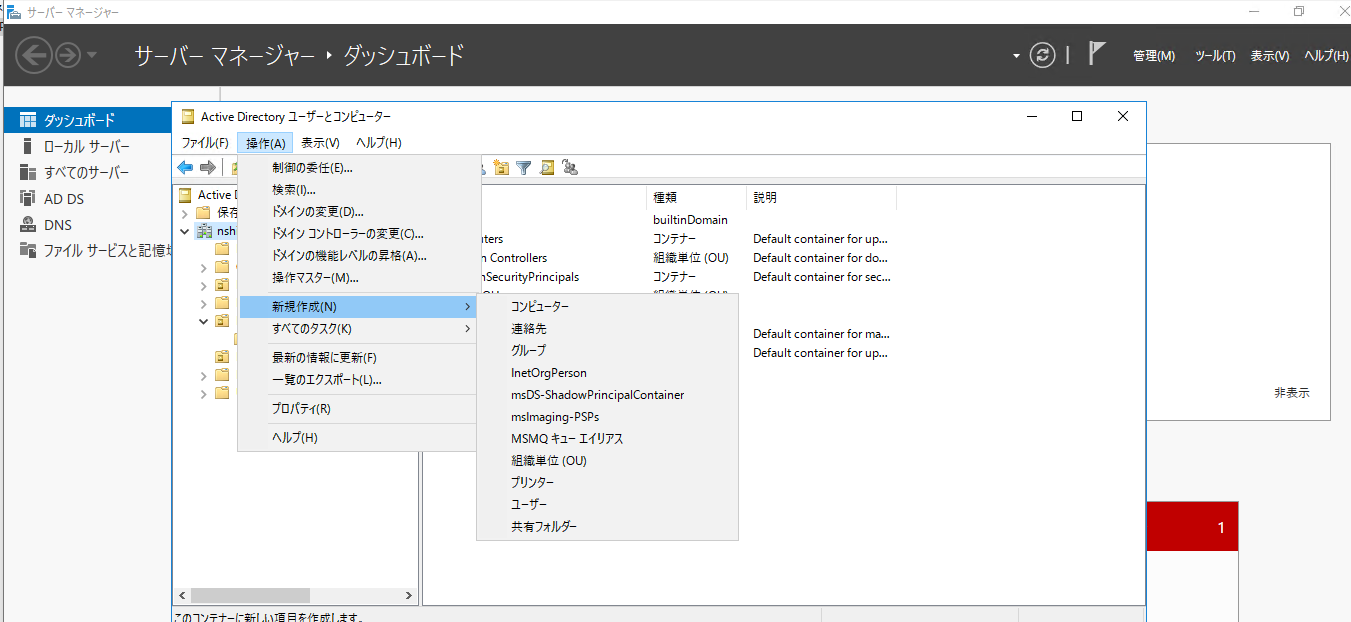 サーバー マネージャー
サーバー マネージャー ‣ ダッシュボード
管理(M) ツール(T) 表示(V) ヘルプ(H)
ダッシュボード
ローカル サーバー
すべてのサーバー
AD DS
DNS
ファイル サービスと記憶
Active Directory ユーザーとコンピューター
ファイル(F) 操作(A) 表示(V) ヘルプ(H)
Active D
保存
nshi
制御の委任(E)...
検索(I)...
ドメインの変更(D)...
ドメイン コントローラーの変更(C)...
ドメインの機能レベルの昇格(A)...
操作マスター(M)...
新規作成(N)
すべてのタスク(K)
最新の情報に更新(F)
一覧のエクスポート(L)...
プロパティ(R)
ヘルプ(H)
コンピューター
連絡先
グループ
InetOrgPerson
msDS-ShadowPrincipalContainer
msImaging-PSPs
MSMQ キュー エイリアス
組織単位 (OU)
プリンター
ユーザー
共有フォルダー
種類 説明
builtinDomain
ters コンテナー Default container for up...
n Controllers 組織単位 (OU) Default container for do...
nSecurityPrincipals コンテナー Default container for sec...
組織単位 (OU)
Default container for ma...
Default container for up...
非表示
1
このコンテナーに新しい項目を作成します。